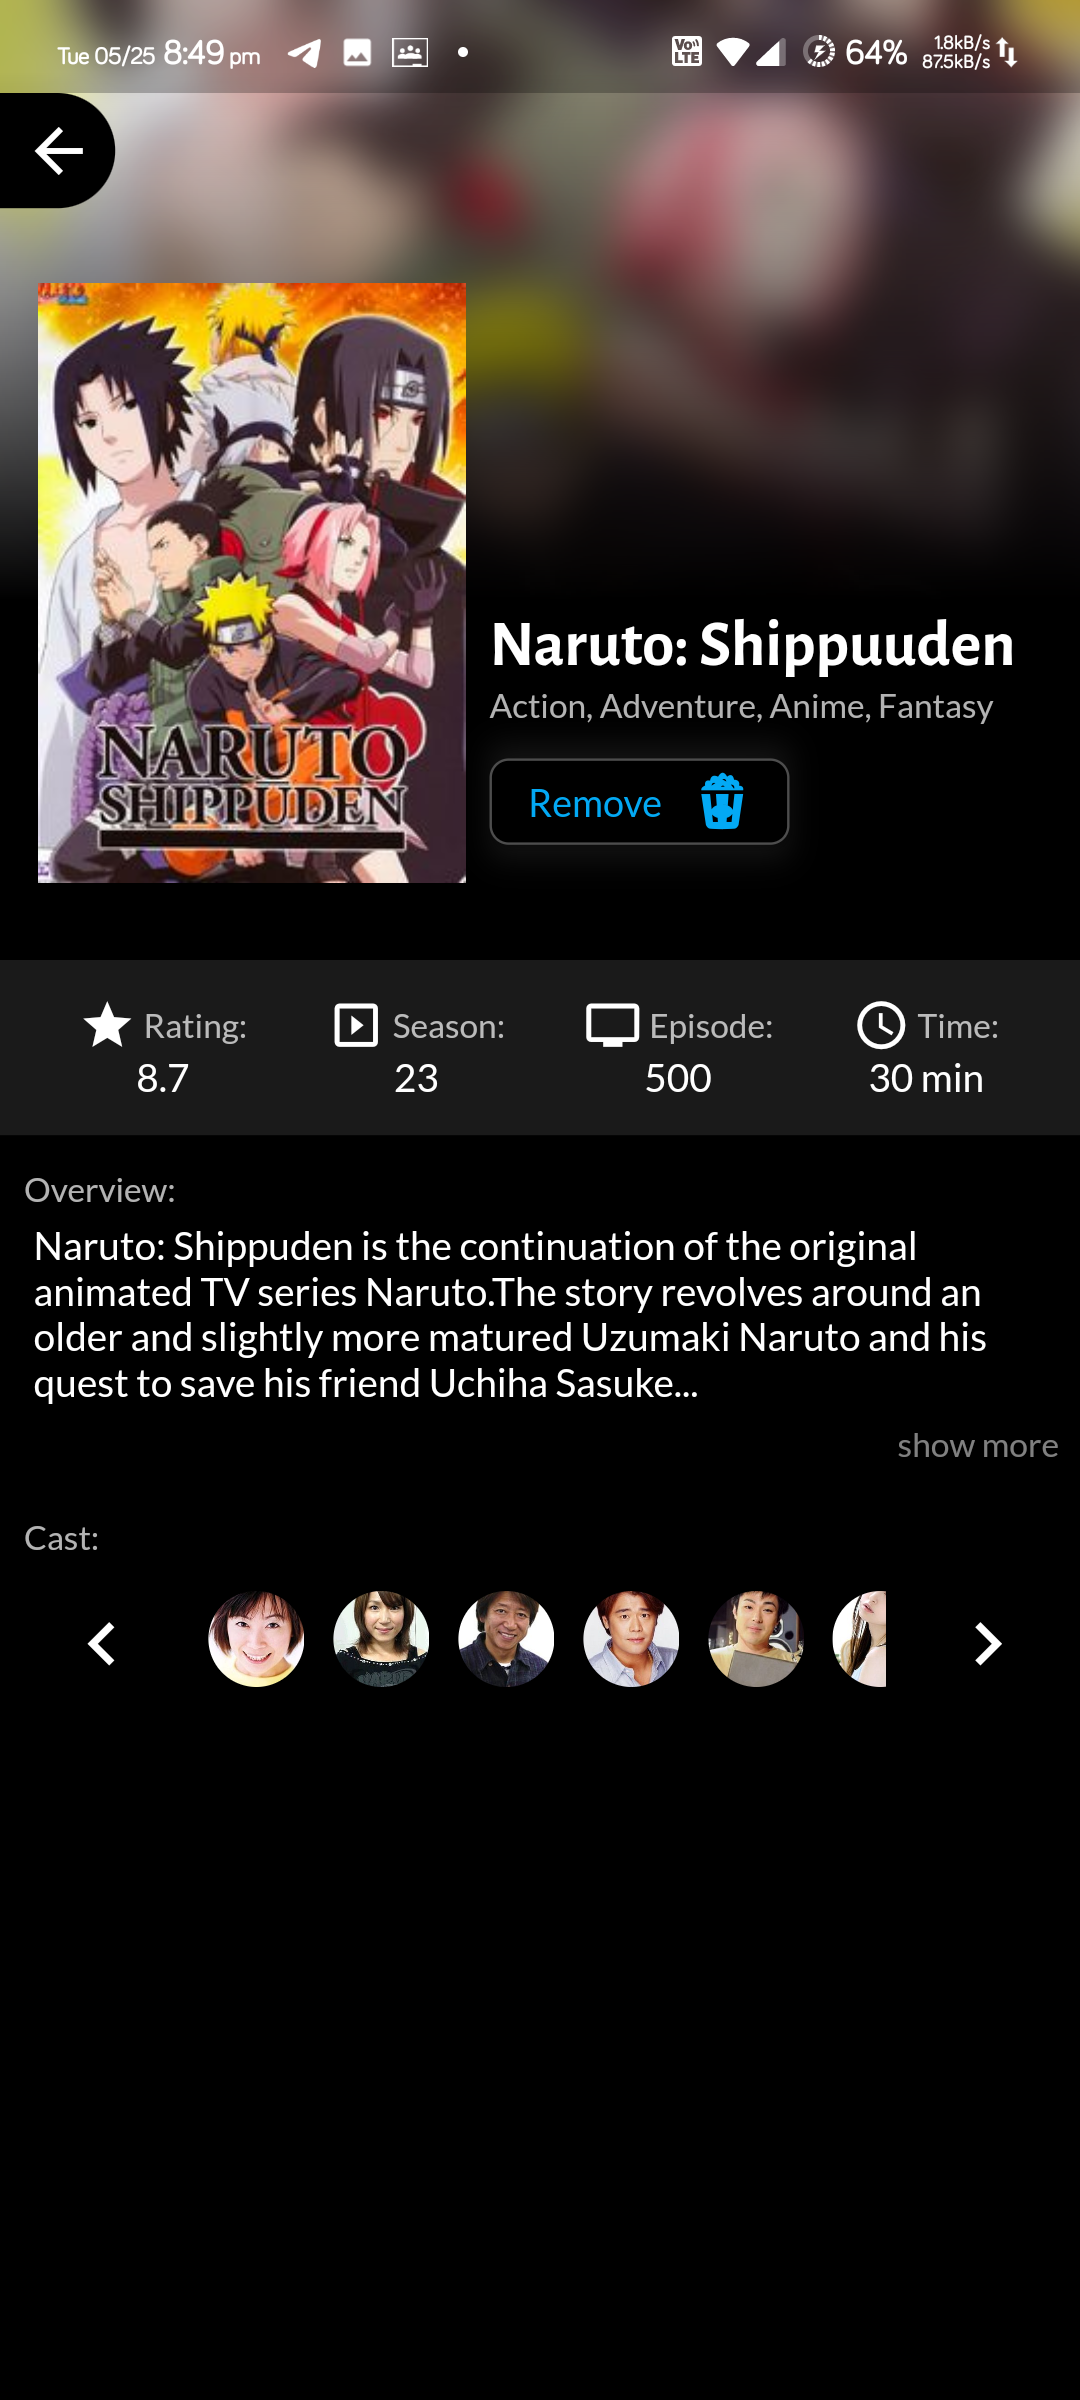 Tue 05/25 8:49 pm
Vo LTE
64%
1.8kB/s
87.5kB/s
NARUTO
SHIPPUDEN
Naruto: Shippuuden
Action, Adventure, Anime, Fantasy
Remove
Rating: Season: Episode: Time:
8.7 23 500 30 min
Overview:
Naruto: Shippuden is the continuation of the original
animated TV series Naruto.The story revolves around an
older and slightly more matured Uzumaki Naruto and his
quest to save his friend Uchiha Sasuke...
show more
Cast: